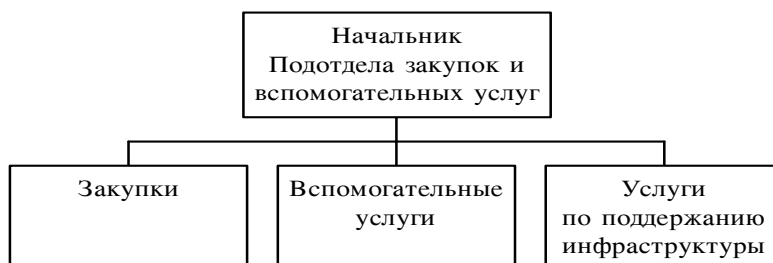 Начальник
Подотдела закупок и
вспомогательных услуг
Закупки
Вспомогательные
услуги
Услуги
по поддержанию
инфраструктуры